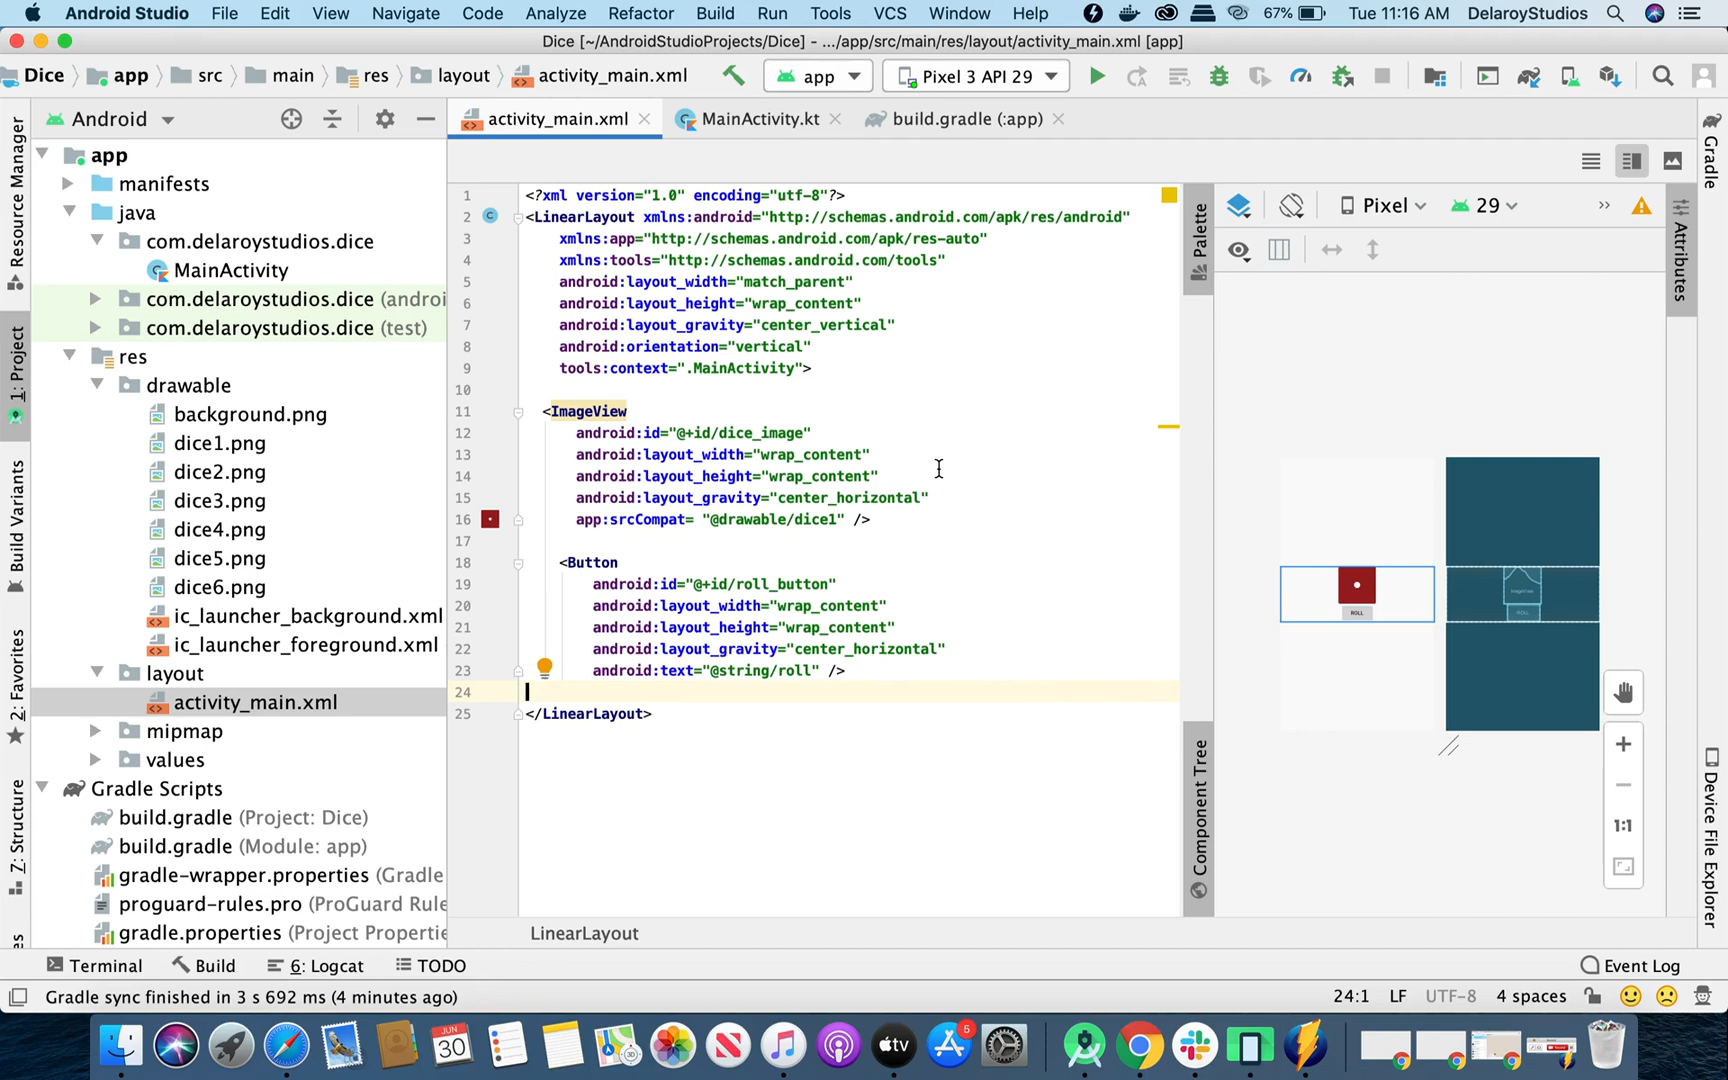 Android Studio File Edit View Navigate Code Analyze Refactor Build Run Tools VCS Window Help 67% Tue 11:16 AM DelaroyStudios
Dice [~/AndroidStudioProjects/Dice] - .../app/src/main/res/layout/activity_main.xml [app]
Dice app src main res layout activity_main.xml app Pixel 3 API 29
Android
activity_main.xml MainActivity.kt build.gradle (:app)
Resource Manager
1: Project
Build Variants
2: Favorites
7: Structure
app
manifests
java
com.delaroystudios.dice
MainActivity
com.delaroystudios.dice (androi
com.delaroystudios.dice (test)
res
drawable
background.png
dice1.png
dice2.png
dice3.png
dice4.png
dice5.png
dice6.png
ic_launcher_background.xml
ic_launcher_foreground.xml
layout
activity_main.xml
mipmap
values
Gradle Scripts
build.gradle (Project: Dice)
build.gradle (Module: app)
gradle-wrapper.properties (Gradle
proguard-rules.pro (ProGuard Rule
gradle.properties (Project Propertie
1 <?xml version="1.0" encoding="utf-8"?>
2 <LinearLayout xmlns:android="http://schemas.android.com/apk/res/android"
3 xmlns:app="http://schemas.android.com/apk/res-auto"
4 xmlns:tools="http://schemas.android.com/tools"
5 android:layout_width="match_parent"
6 android:layout_height="wrap_content"
7 android:layout_gravity="center_vertical"
8 android:orientation="vertical"
9 tools:context=".MainActivity">
10
11 <ImageView
12 android:id="@+id/dice_image"
13 android:layout_width="wrap_content"
14 android:layout_height="wrap_content"
15 android:layout_gravity="center_horizontal"
16 app:srcCompat= "@drawable/dice1" />
17
18 <Button
19 android:id="@+id/roll_button"
20 android:layout_width="wrap_content"
21 android:layout_height="wrap_content"
22 android:layout_gravity="center_horizontal"
23 android:text="@string/roll" />
24
25 </LinearLayout>
LinearLayout
Palette
Component Tree
Pixel 29
ROLL
ImageView
ROLL
1:1
Gradle
Attributes
Device File Explorer
Terminal Build 6: Logcat TODO Event Log
Gradle sync finished in 3 s 692 ms (4 minutes ago) 24:1 LF UTF-8 4 spaces
JUN
30
tv
5